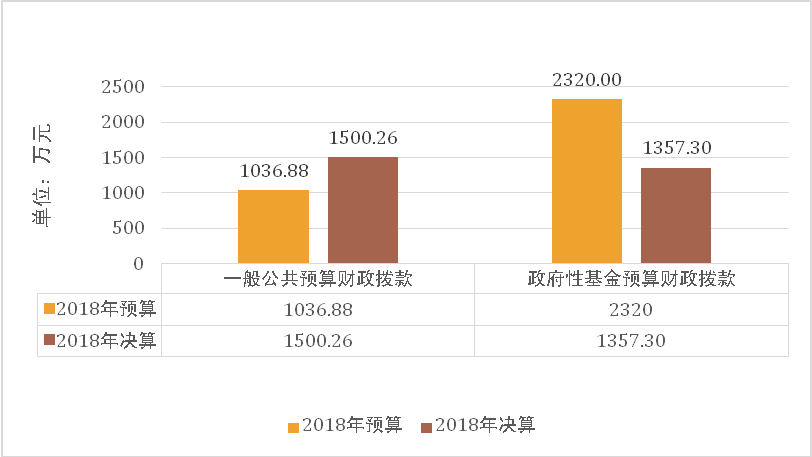 单位：万元
2500
2000
1500
1000
500
0
1036.88
1500.26
2320.00
1357.30
一般公共预算财政拨款 政府性基金预算财政拨款
2018年预算 1036.88 2320
2018年决算 1500.26 1357.30
2018年预算 2018年决算